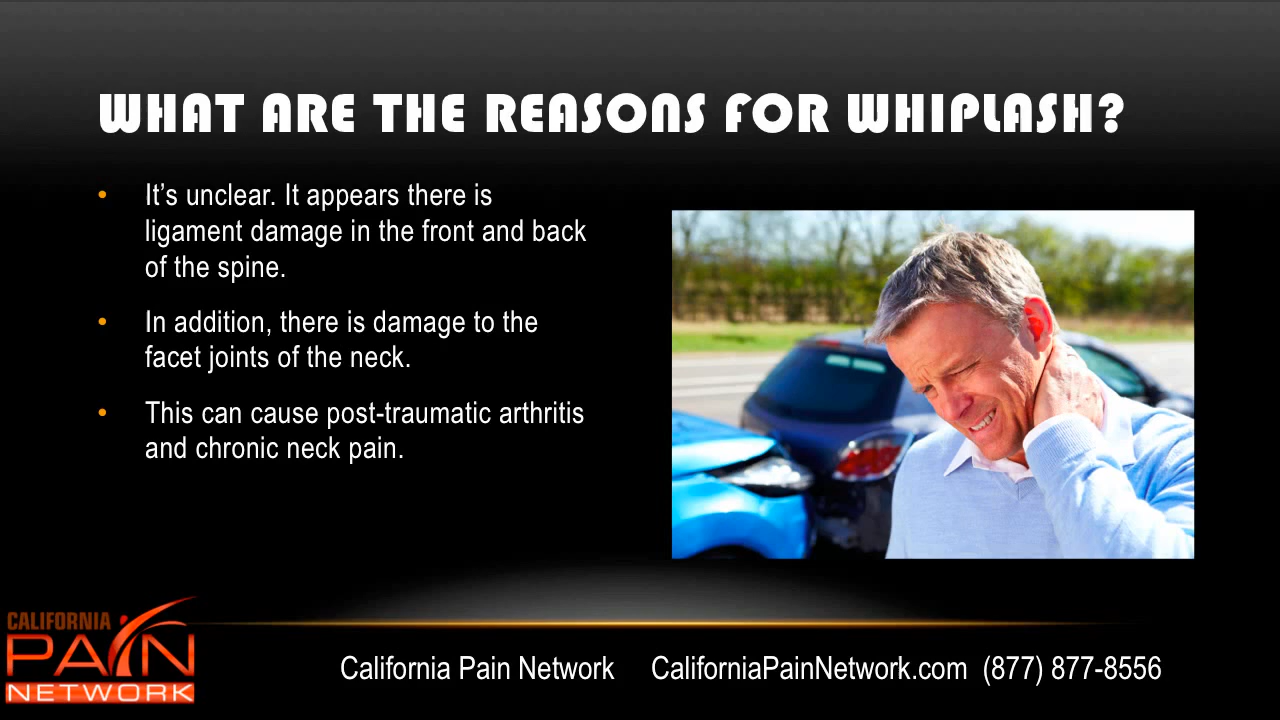 WHAT ARE THE REASONS FOR WHIPLASH?
• It’s unclear. It appears there is
ligament damage in the front and back
of the spine.
• In addition, there is damage to the
facet joints of the neck.
• This can cause post-traumatic arthritis
and chronic neck pain.
CALIFORNIA
PAIN
NETWORK
California Pain Network CaliforniaPainNetwork.com (877) 877-8556